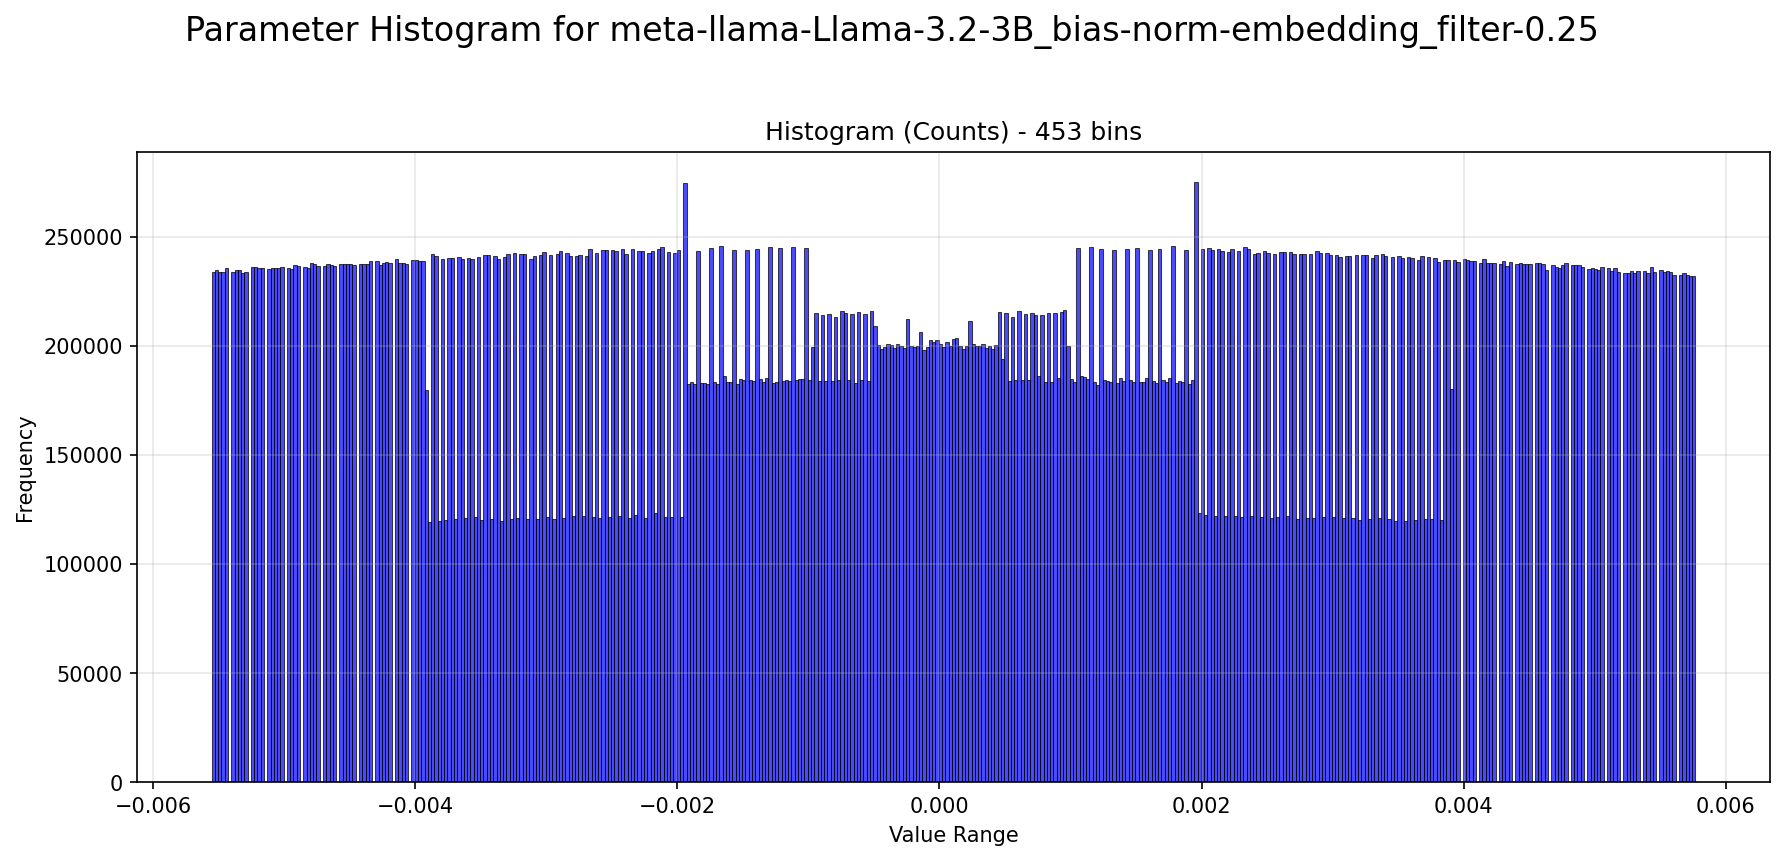 Parameter Histogram for meta-llama-Llama-3.2-3B_bias-norm-embedding_filter-0.25
Histogram (Counts) - 453 bins
250000
200000
150000
100000
50000
0
Frequency
−0.006 −0.004 −0.002 0.000 0.002 0.004 0.006
Value Range